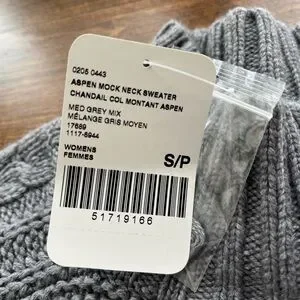 0205 0443
ASPEN MOCK NECK SWEATER
CHANDAIL COL MONTANT ASPEN
MED GREY MIX
MÉLANGE GRIS MOYEN
17689
1117-5944
WOMENS
FEMMES
S/P
51719166